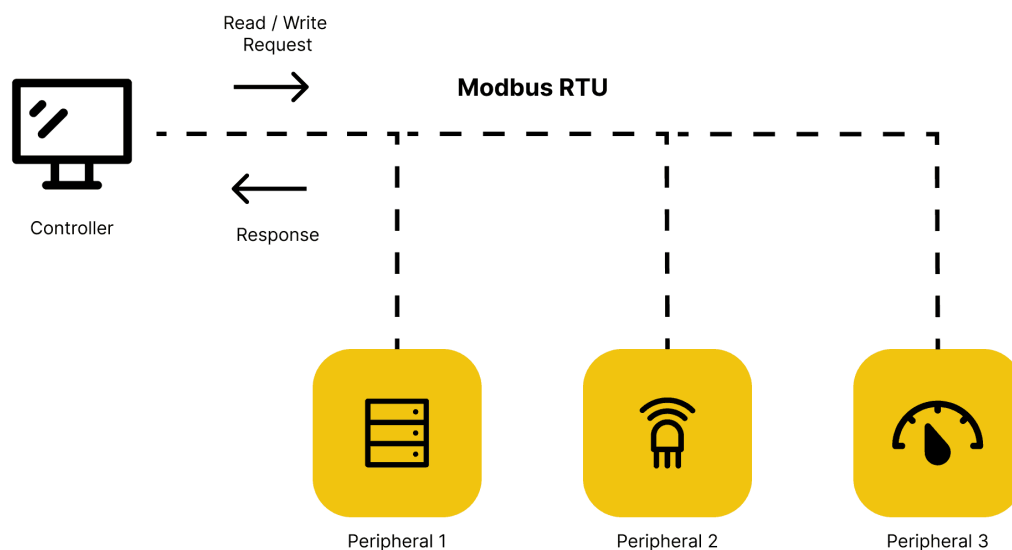 Read / Write
Request
Modbus RTU
Controller
Response
Peripheral 1
Peripheral 2
Peripheral 3